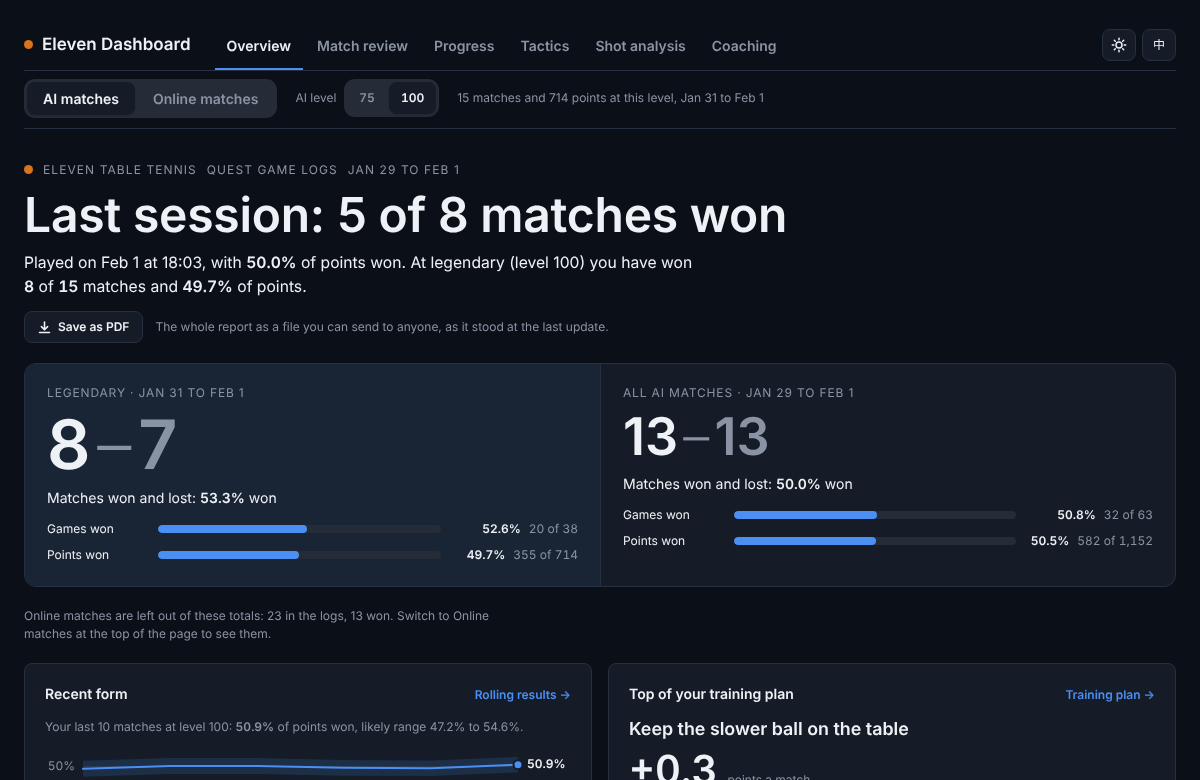 Eleven Dashboard Overview Match review Progress Tactics Shot analysis Coaching 中
AI matches Online matches AI level 75 100 15 matches and 714 points at this level, Jan 31 to Feb 1
ELEVEN TABLE TENNIS QUEST GAME LOGS JAN 29 TO FEB 1
Last session: 5 of 8 matches won
Played on Feb 1 at 18:03, with 50.0% of points won. At legendary (level 100) you have won
8 of 15 matches and 49.7% of points.
Save as PDF The whole report as a file you can send to anyone, as it stood at the last update.
LEGENDARY · JAN 31 TO FEB 1
8–7
Matches won and lost: 53.3% won
Games won 52.6% 20 of 38
Points won 49.7% 355 of 714
ALL AI MATCHES · JAN 29 TO FEB 1
13–13
Matches won and lost: 50.0% won
Games won 50.8% 32 of 63
Points won 50.5% 582 of 1,152
Online matches are left out of these totals: 23 in the logs, 13 won. Switch to Online
matches at the top of the page to see them.
Recent form Rolling results →
Your last 10 matches at level 100: 50.9% of points won, likely range 47.2% to 54.6%.
50% 50.9%
Top of your training plan Training plan →
Keep the slower ball on the table
+0.3 points a match